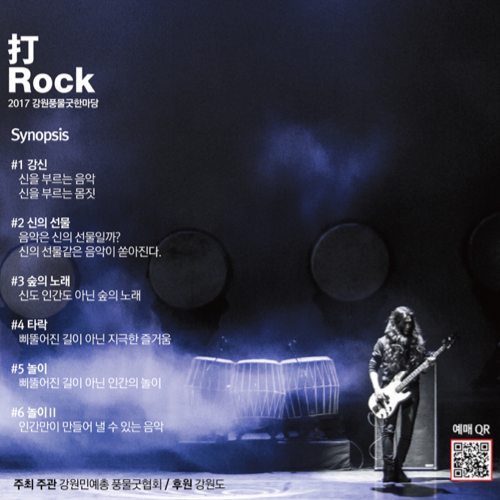 打
Rock
2017 강원풍물굿한마당
Synopsis
#1 강신
신을 부르는 음악
신을 부르는 몸짓
#2 신의 선물
음악은 신의 선물일까?
신의 선물같은 음악이 쏟아진다.
#3 숲의 노래
신도 인간도 아닌 숲의 노래
#4 타락
삐뚤어진 길이 아닌 지극한 즐거움
#5 놀이
삐뚤어진 길이 아닌 인간의 놀이
#6 놀이 II
인간만이 만들어 낼 수 있는 음악
예매 QR
주최 주관 강원민예총 풍물굿협회 / 후원 강원도